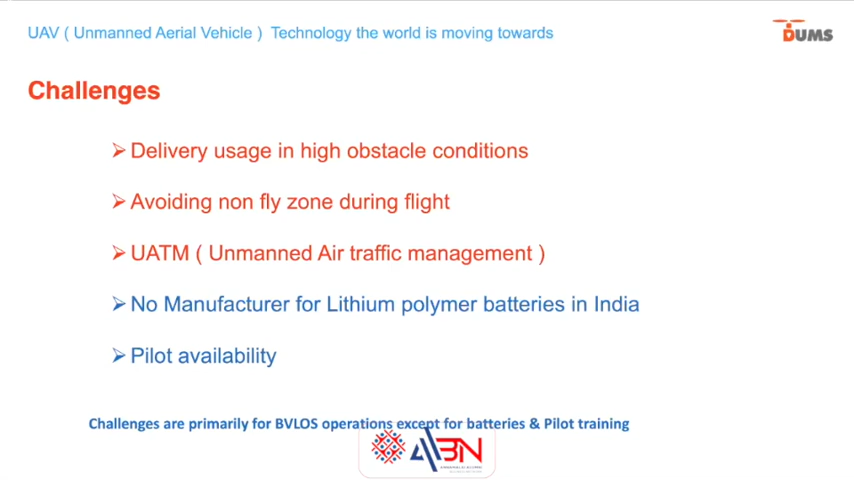 UAV ( Unmanned Aerial Vehicle ) Technology the world is moving towards
DUMS
Challenges
➢ Delivery usage in high obstacle conditions
➢ Avoiding non fly zone during flight
➢ UATM ( Unmanned Air traffic management )
➢ No Manufacturer for Lithium polymer batteries in India
➢ Pilot availability
Challenges are primarily for BVLOS operations except for batteries & Pilot training
ABN